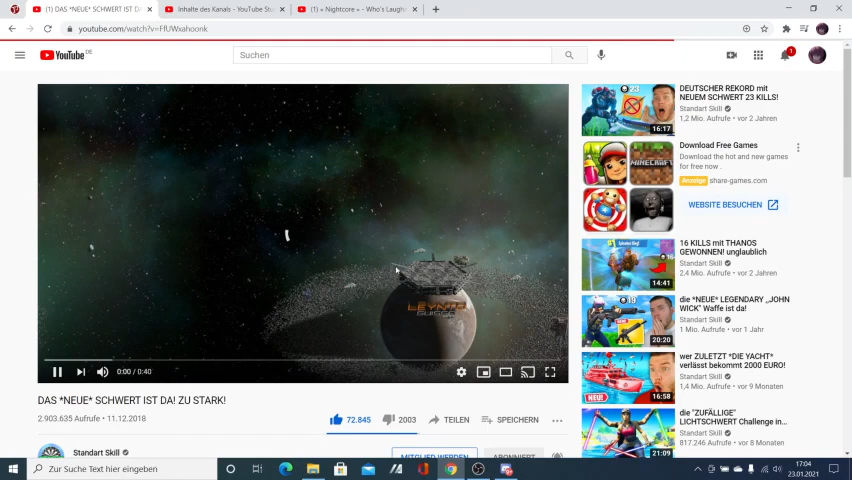 (1) DAS *NEUE* SCHWERT IST DA
Inhalte des Kanals - YouTube Stu
(1) « Nightcore » - Who's Laugh
youtube.com/watch?v=FfUWxahoonk
YouTube DE
Suchen
1
LEYNTR
0:00 / 0:40
DAS *NEUE* SCHWERT IST DA! ZU STARK!
2.903.635 Aufrufe • 11.12.2018
72.845
2003
TEILEN
SPEICHERN
Standart Skill
MITGLIED WERDEN
ABONNIERT
23
16:17
DEUTSCHER REKORD mit
NEUEM SCHWERT 23 KILLS!
Standart Skill
1,2 Mio. Aufrufe • vor 2 Jahren
MINECRAFT
Download Free Games
Download the hot and new games
for free now .
Anzeige share-games.com
WEBSITE BESUCHEN
16
14:41
16 KILLS mit THANOS
GEWONNEN! unglaublich
Standart Skill
2,4 Mio. Aufrufe • vor 2 Jahren
19
20:20
die *NEUE* LEGENDARY ,,JOHN
WICK" Waffe ist da!
Standart Skill
1 Mio. Aufrufe • vor 1 Jahr
NEUE
16:58
wer ZULETZT *DIE YACHT*
verlässt bekommt 2000 EURO!
Standart Skill
1,4 Mio. Aufrufe • vor 9 Monaten
21:09
die "ZUFÄLLIGE"
LICHTSCHWERT Challenge in...
Standart Skill
817.246 Aufrufe • vor 8 Monaten
Zur Suche Text hier eingeben
17:04
23.01.2021